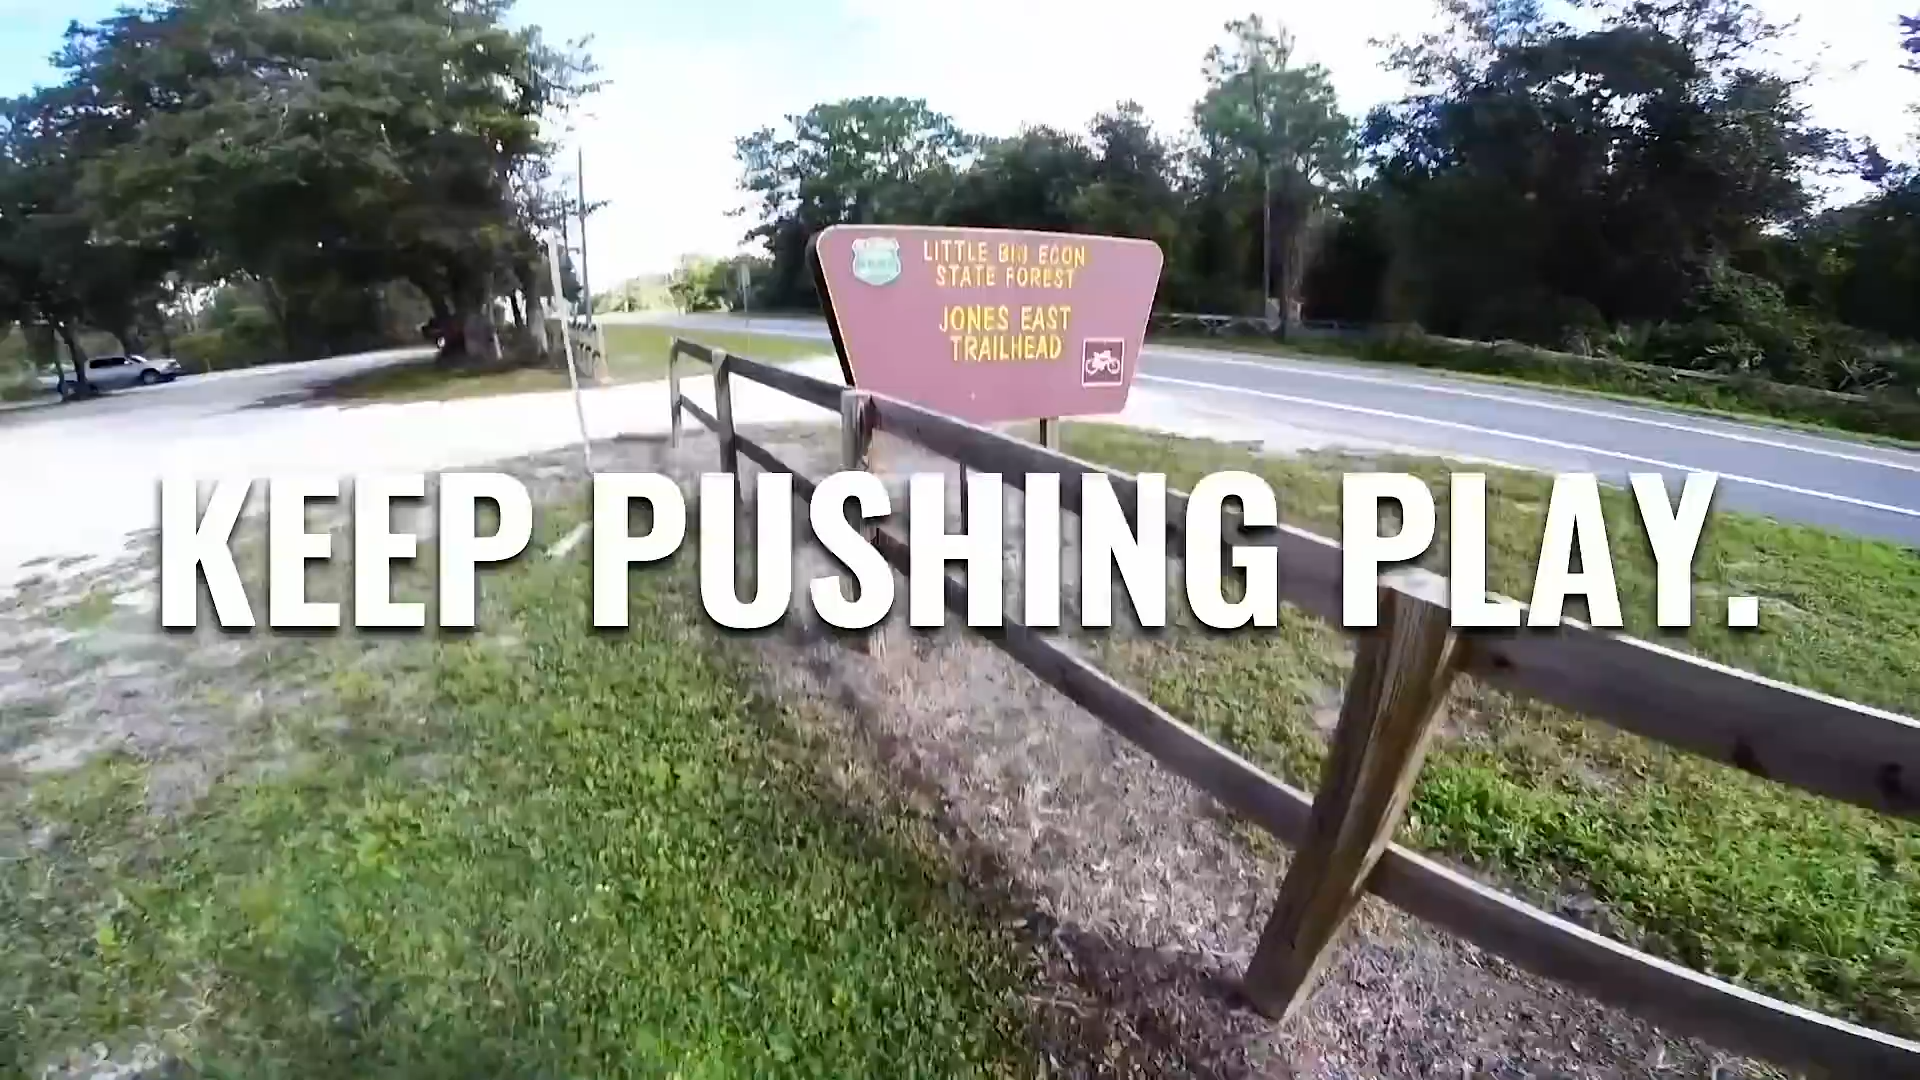 LITTLE BIG ECON
STATE FOREST
JONES EAST
TRAILHEAD
KEEP PUSHING PLAY.